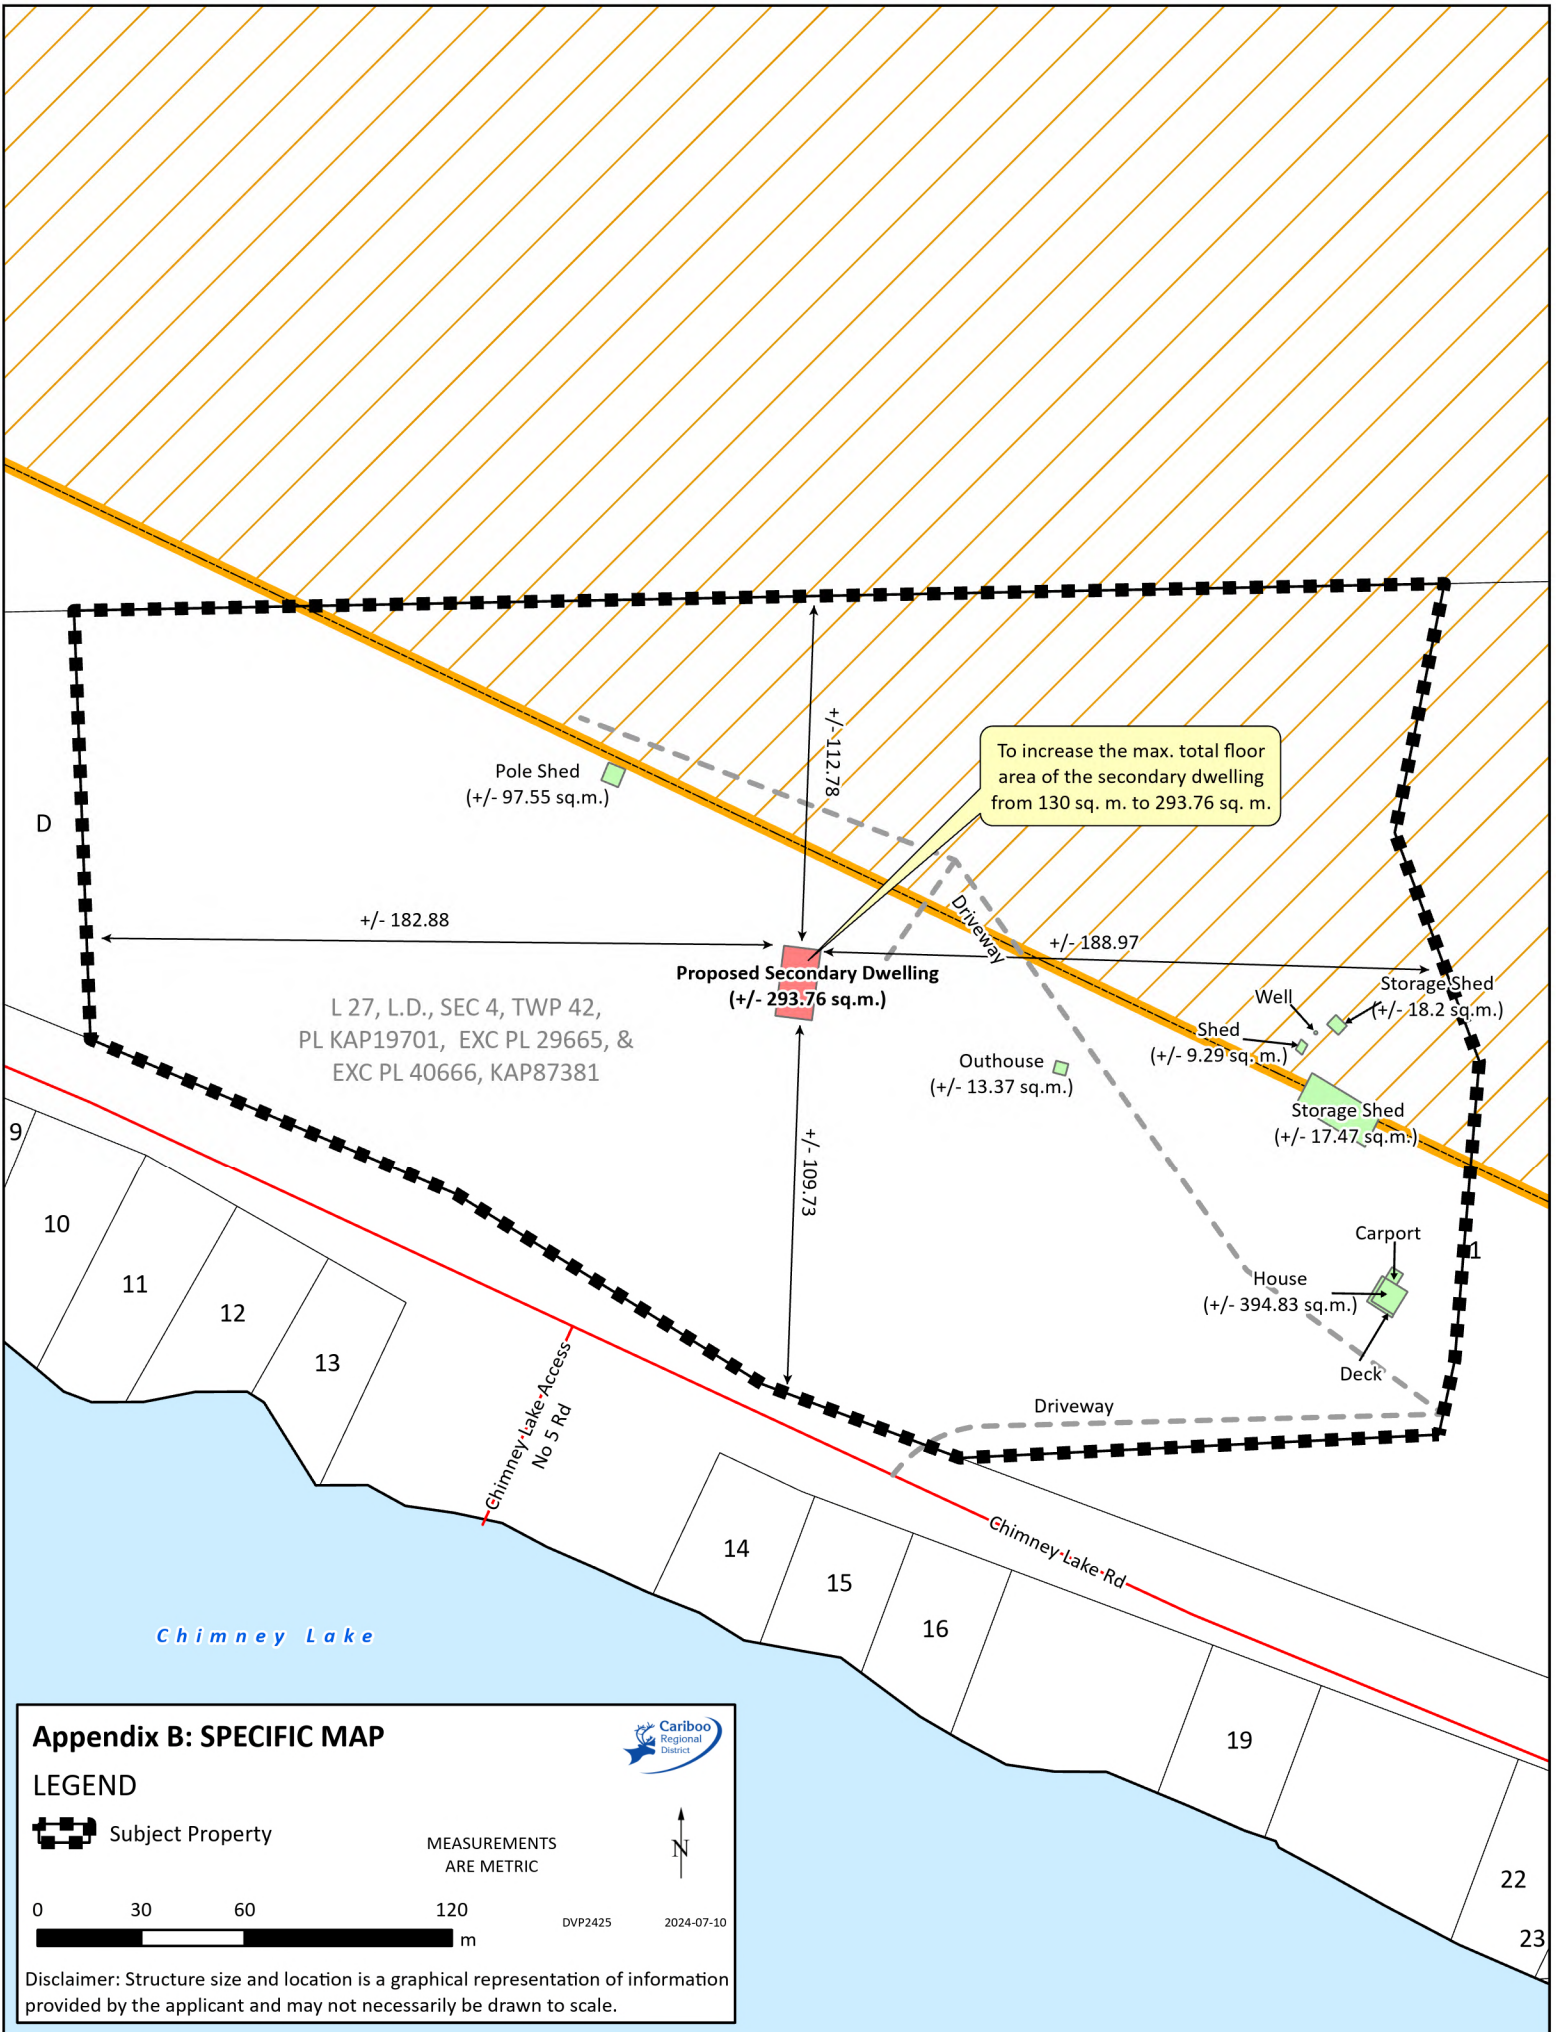 +/- 112.78
To increase the max. total floor
area of the secondary dwelling
from 130 sq. m. to 293.76 sq. m.
Pole Shed
(+/- 97.55 sq.m.)
D
Driveway
+/- 182.88
+/- 188.97
Proposed Secondary Dwelling
(+/- 293.76 sq.m.)
Storage Shed
(+/- 18.2 sq.m.)
Well
Shed
(+/- 9.29 sq. m.)
L 27, L.D., SEC 4, TWP 42,
PL KAP19701, EXC PL 29665, &
EXC PL 40666, KAP87381
Outhouse
(+/- 13.37 sq.m.)
Storage Shed
(+/- 17.47 sq.m.)
+/- 109.73
9
10
11
12
13
Carport
1
House
(+/- 394.83 sq.m.)
Deck
Driveway
Chimney Lake Access
No 5 Rd
Chimney Lake Rd
14
15
16
19
22
23
Chimney Lake
Appendix B: SPECIFIC MAP
Cariboo
Regional
District
LEGEND
Subject Property
MEASUREMENTS
ARE METRIC
N
0 30 60 120
m
DVP2425 2024-07-10
Disclaimer: Structure size and location is a graphical representation of information
provided by the applicant and may not necessarily be drawn to scale.